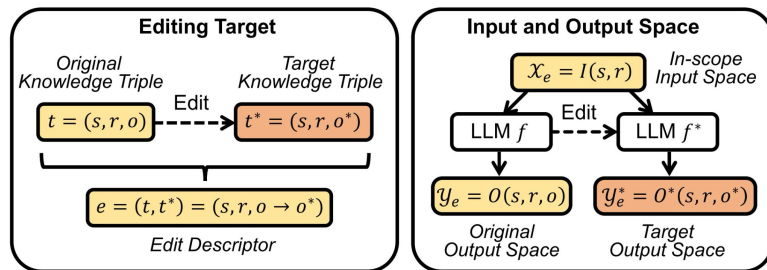 Editing Target
Original
Knowledge Triple
Target
Knowledge Triple
t = (s, r, o)
Edit
t* = (s, r, o*)
e = (t, t*) = (s, r, o → o*)
Edit Descriptor
Input and Output Space
𝒳ₑ = I(s, r)
In-scope
Input Space
LLM f
Edit
LLM f*
𝒴ₑ = O(s, r, o)
𝒴ₑ* = O*(s, r, o*)
Original
Output Space
Target
Output Space